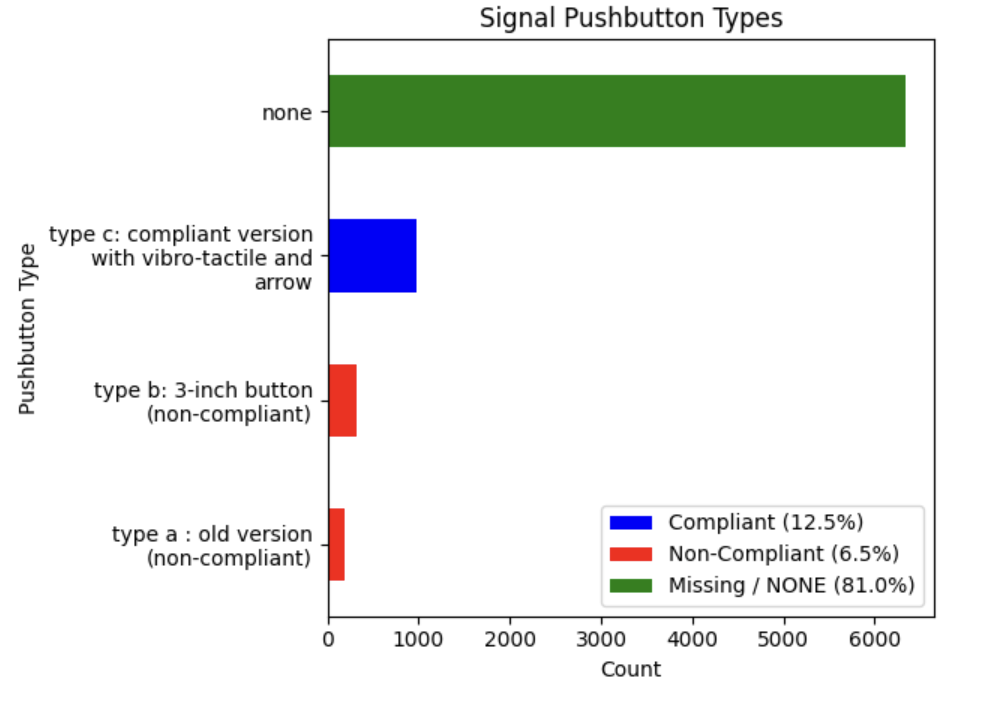 Signal Pushbutton Types
Pushbutton Type
none
type c: compliant version
with vibro-tactile and
arrow
type b: 3-inch button
(non-compliant)
type a : old version
(non-compliant)
Compliant (12.5%)
Non-Compliant (6.5%)
Missing / NONE (81.0%)
0 1000 2000 3000 4000 5000 6000
Count